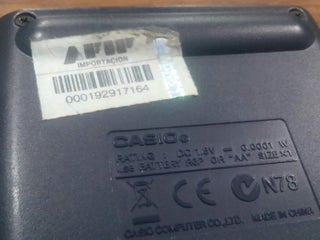 AFIP
IMPORTACION
000192917164
CASIO®
RATING: DC 1.5V ⎓ 0.0001 W
USE BATTERY R6P OR "AA" SIZE X1
CE N78
CASIO COMPUTER CO., LTD. MADE IN CHINA